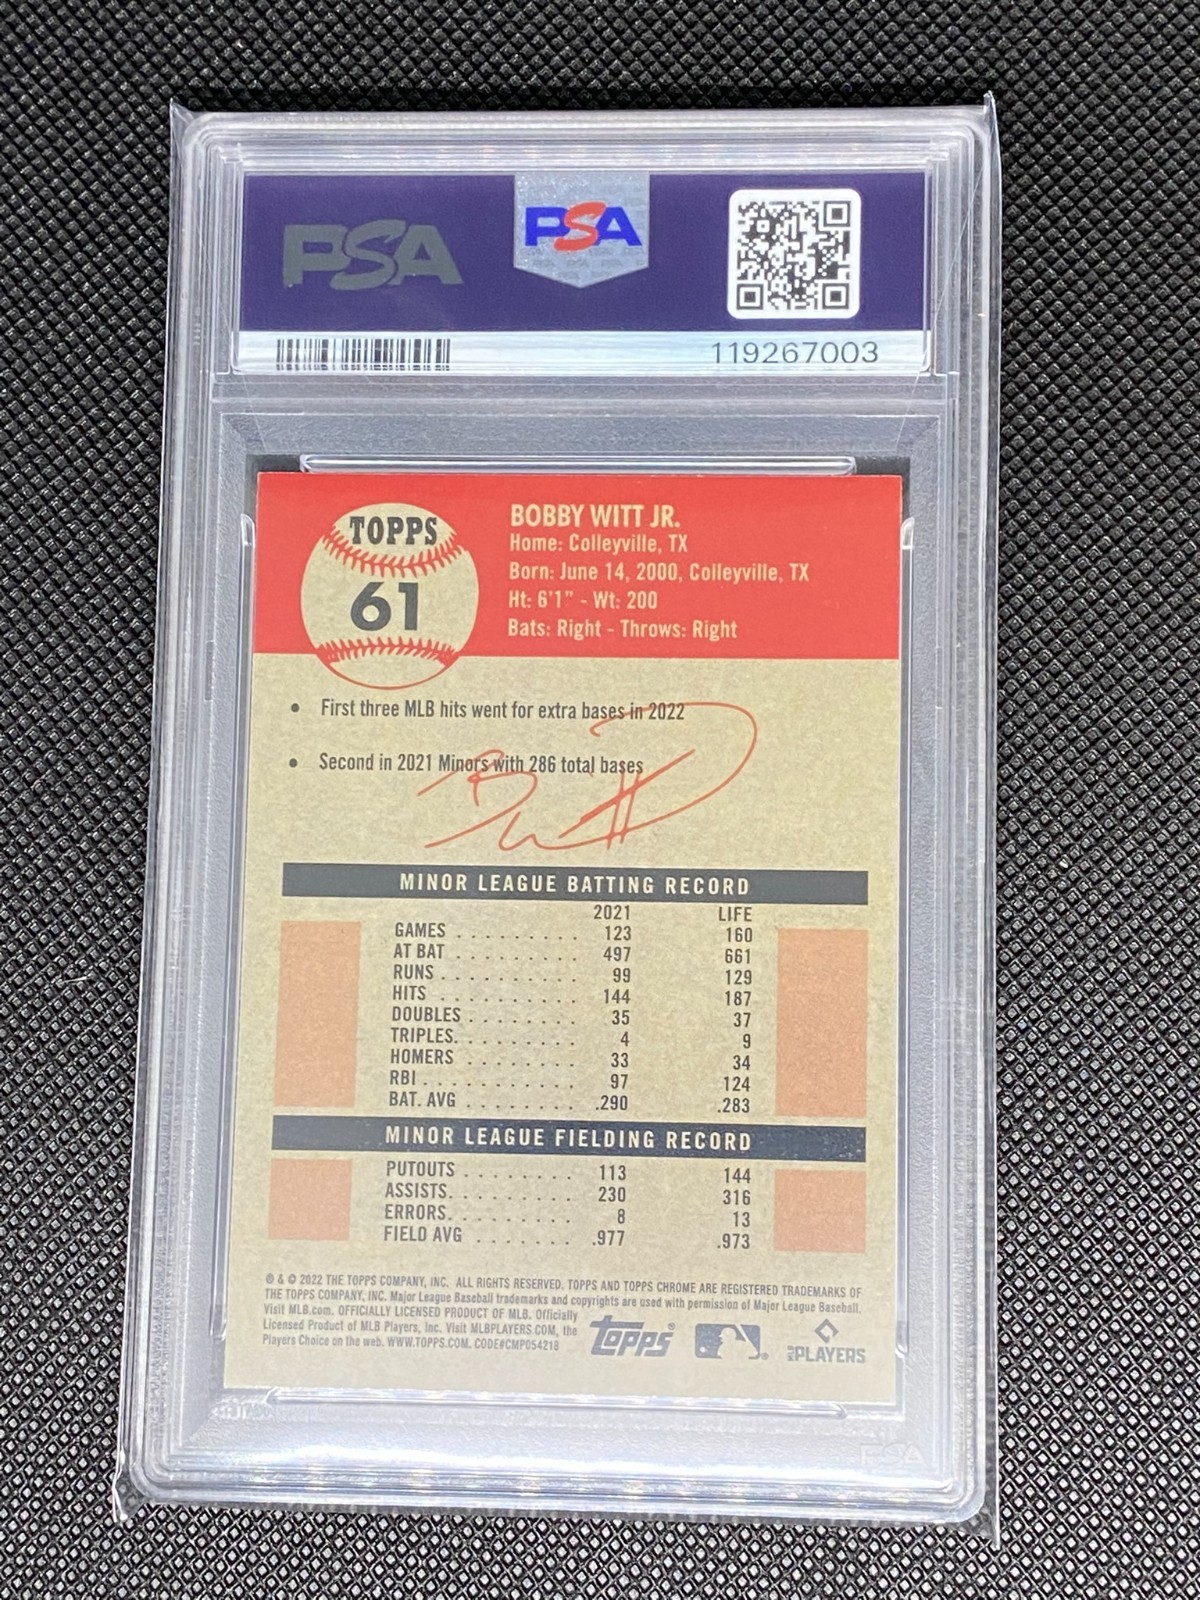 PSA
PSA
119267003
TOPPS
61
BOBBY WITT JR.
Home: Colleyville, TX
Born: June 14, 2000, Colleyville, TX
Ht: 6'1" - Wt: 200
Bats: Right - Throws: Right
• First three MLB hits went for extra bases in 2022
• Second in 2021 Minors with 286 total bases
MINOR LEAGUE BATTING RECORD
2021 LIFE
GAMES . . . . . . . . . 123 160
AT BAT . . . . . . . . . 497 661
RUNS . . . . . . . . . . 99 129
HITS . . . . . . . . . . 144 187
DOUBLES . . . . . . . . 35 37
TRIPLES. . . . . . . . . 4 9
HOMERS . . . . . . . . 33 34
RBI . . . . . . . . . . . 97 124
BAT. AVG . . . . . . . . .290 .283
MINOR LEAGUE FIELDING RECORD
PUTOUTS . . . . . . . . 113 144
ASSISTS. . . . . . . . . 230 316
ERRORS. . . . . . . . . 8 13
FIELD AVG . . . . . . . .977 .973
® & © 2022 THE TOPPS COMPANY, INC. ALL RIGHTS RESERVED. TOPPS AND TOPPS CHROME ARE REGISTERED TRADEMARKS OF
THE TOPPS COMPANY, INC. Major League Baseball trademarks and copyrights are used with permission of Major League Baseball.
Visit MLB.com. OFFICIALLY LICENSED PRODUCT OF MLB. Officially
Licensed Product of MLB Players, Inc. Visit MLBPLAYERS.COM, the
Players Choice on the web. WWW.TOPPS.COM. CODE#CMP054218
Topps®
MLB PLAYERS
PSA